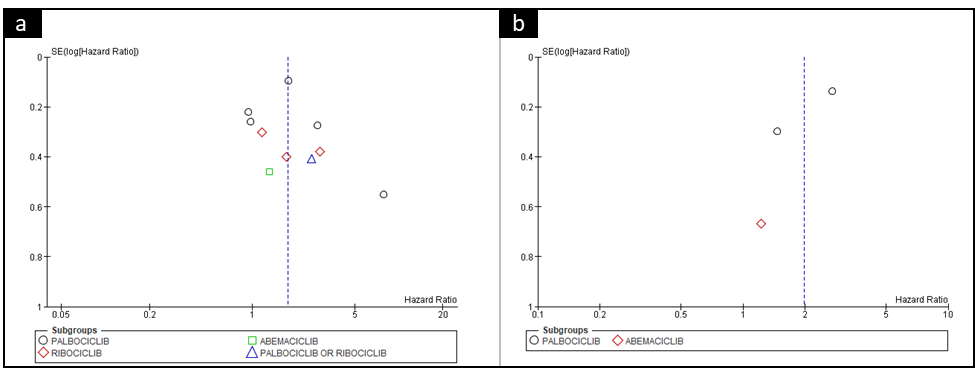 a
SE(log[Hazard Ratio])
0
0.2
0.4
0.6
0.8
1
0.05
0.2
1
5
20
Hazard Ratio
Subgroups
PALBOCICLIB
ABEMACICLIB
RIBOCICLIB
PALBOCICLIB OR RIBOCICLIB
b
SE(log[Hazard Ratio])
0
0.2
0.4
0.6
0.8
1
0.1
0.2
0.5
1
2
5
10
Hazard Ratio
Subgroups
PALBOCICLIB
ABEMACICLIB